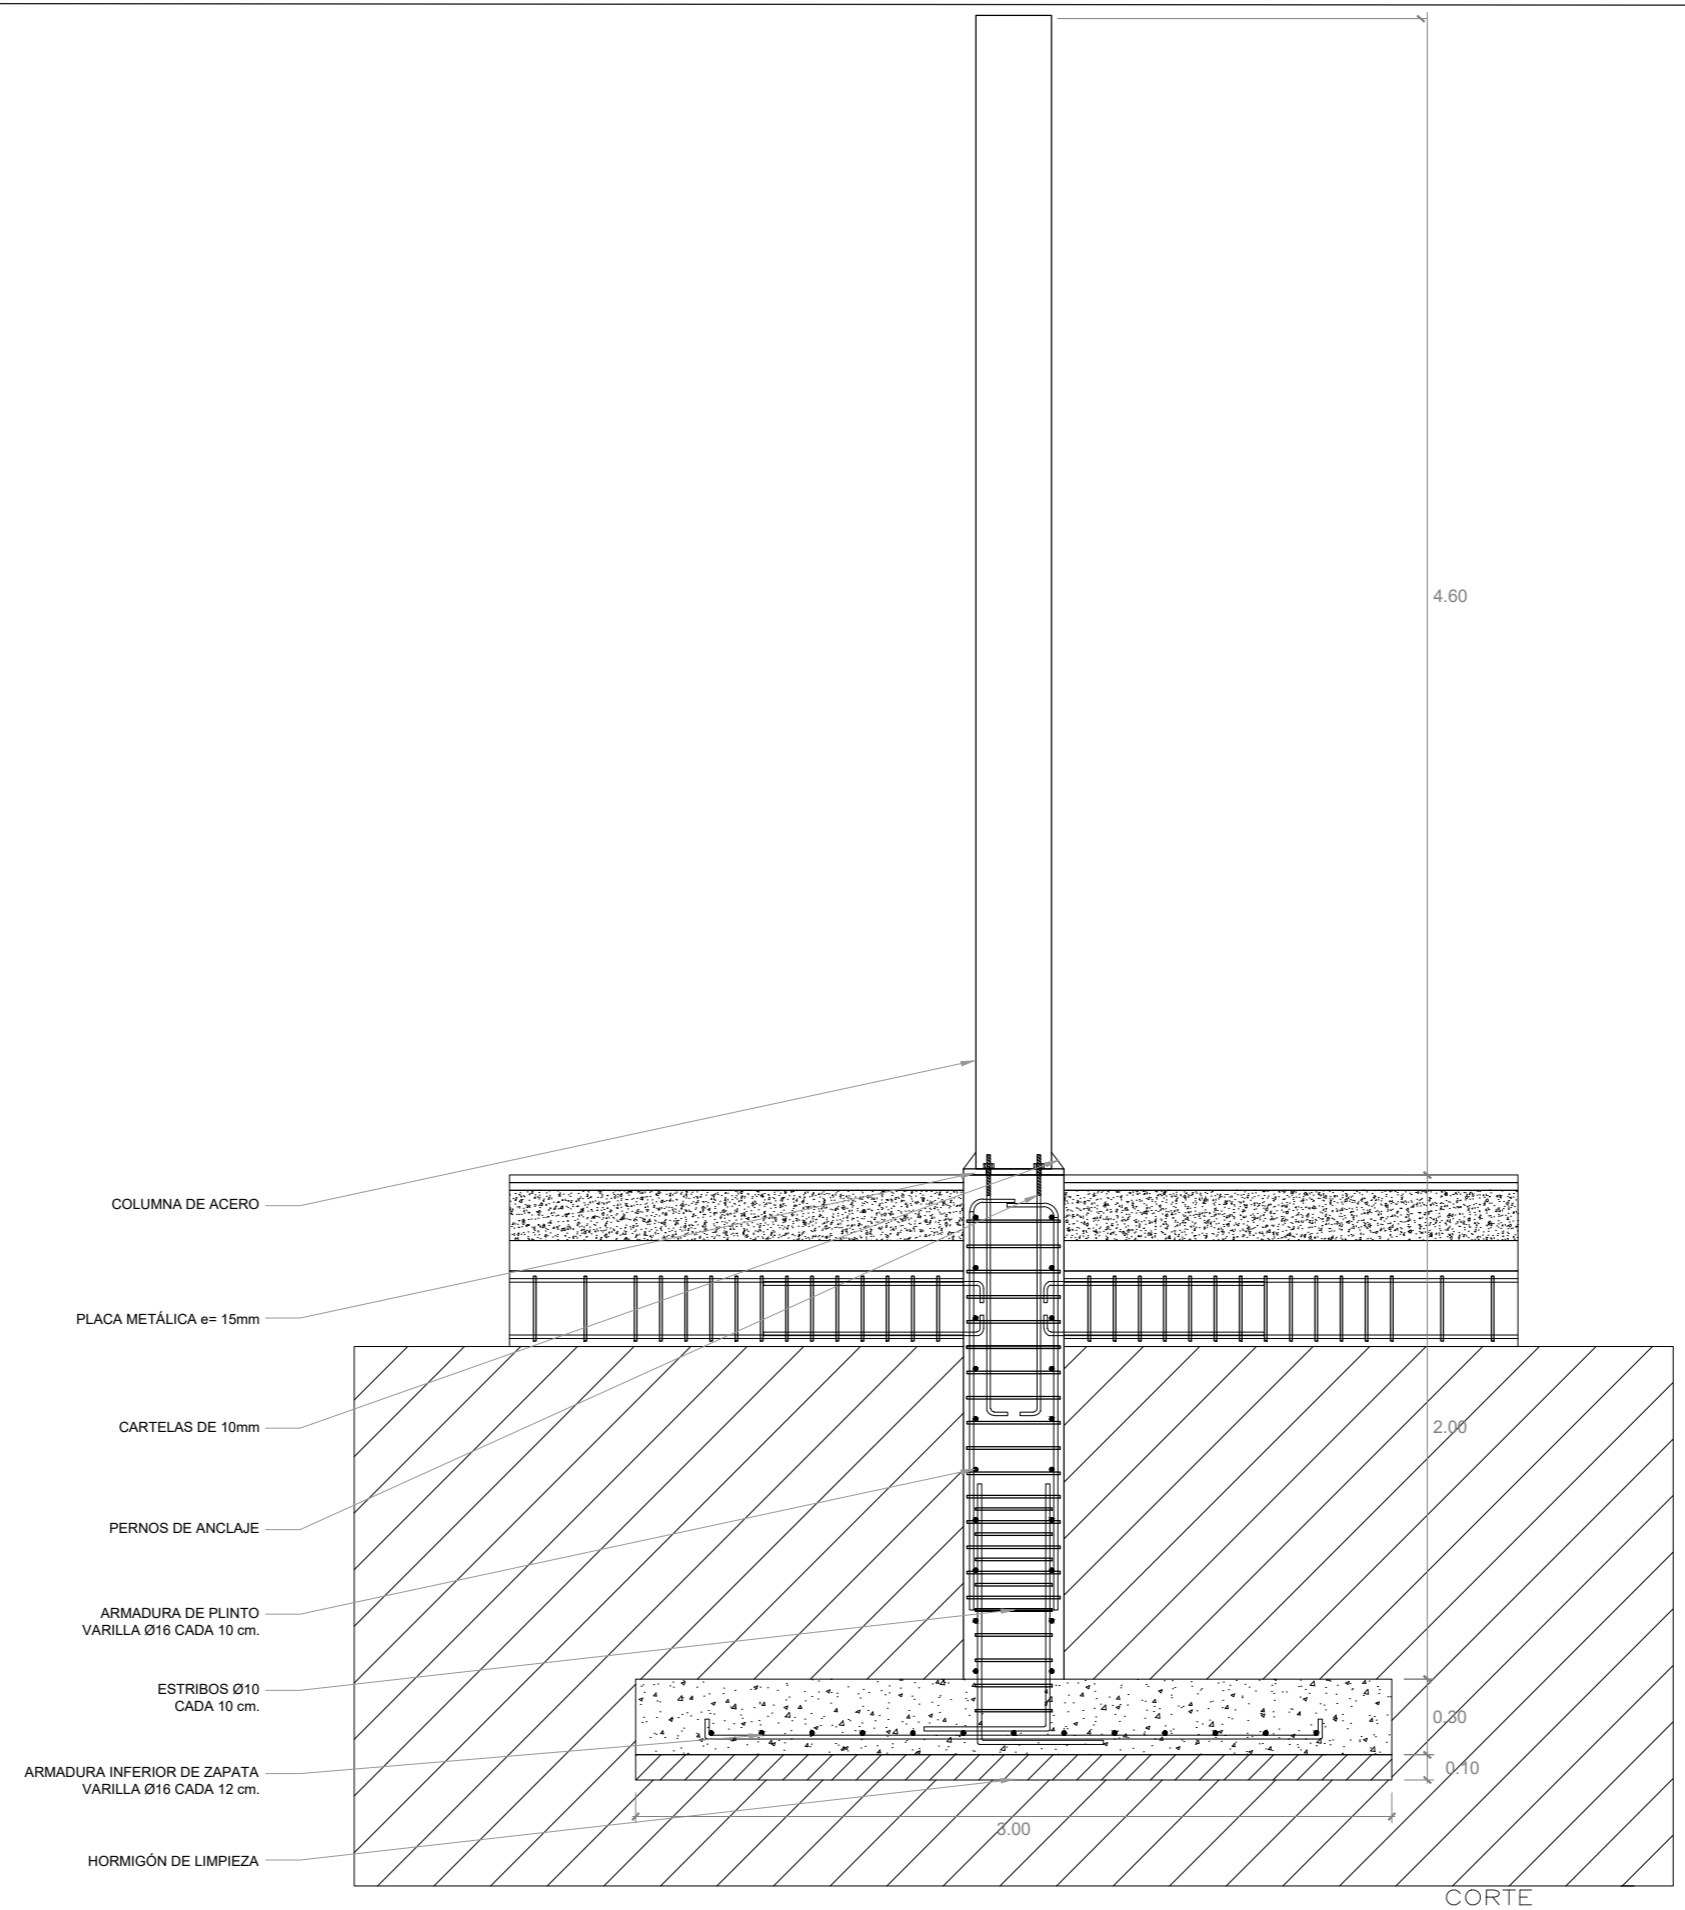 4.60
COLUMNA DE ACERO
PLACA METÁLICA e= 15mm
CARTELAS DE 10mm
2.00
PERNOS DE ANCLAJE
ARMADURA DE PLINTO
VARILLA Ø16 CADA 10 cm.
ESTRIBOS Ø10
CADA 10 cm.
0.30
ARMADURA INFERIOR DE ZAPATA
VARILLA Ø16 CADA 12 cm.
0.10
3.00
HORMIGÓN DE LIMPIEZA
CORTE